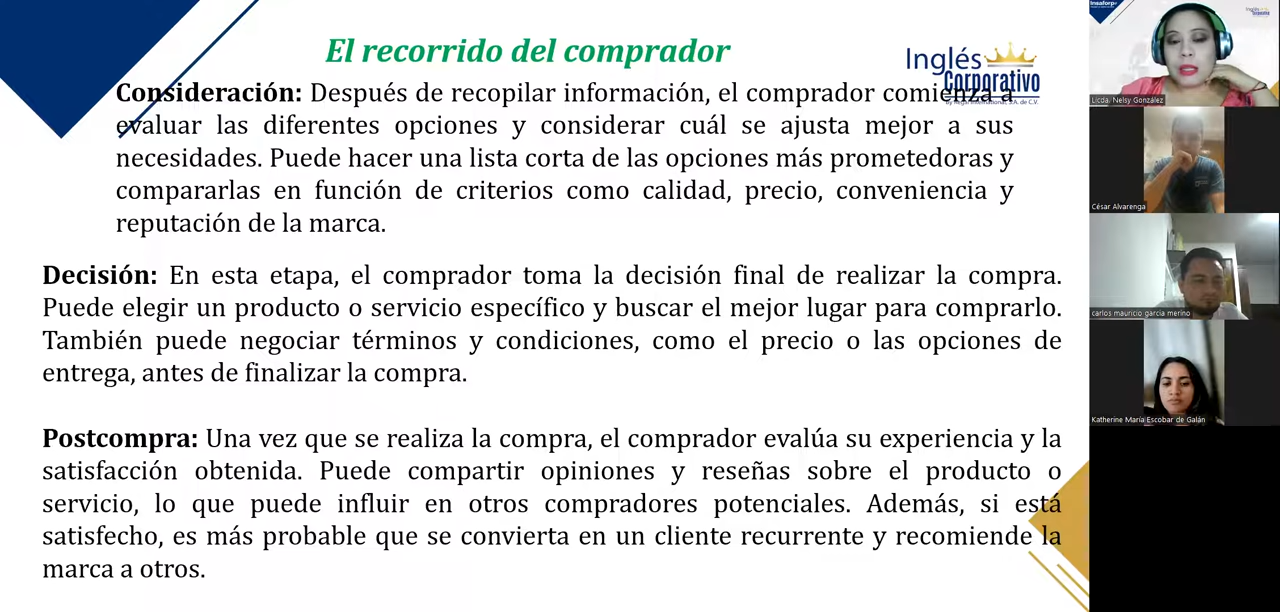 El recorrido del comprador
Inglés
Corporativo
Consideración: Después de recopilar información, el comprador comienza a
evaluar las diferentes opciones y considerar cuál se ajusta mejor a sus
necesidades. Puede hacer una lista corta de las opciones más prometedoras y
compararlas en función de criterios como calidad, precio, conveniencia y
reputación de la marca.
Decisión: En esta etapa, el comprador toma la decisión final de realizar la compra.
Puede elegir un producto o servicio específico y buscar el mejor lugar para comprarlo.
También puede negociar términos y condiciones, como el precio o las opciones de
entrega, antes de finalizar la compra.
Postcompra: Una vez que se realiza la compra, el comprador evalúa su experiencia y la
satisfacción obtenida. Puede compartir opiniones y reseñas sobre el producto o
servicio, lo que puede influir en otros compradores potenciales. Además, si está
satisfecho, es más probable que se convierta en un cliente recurrente y recomiende la
marca a otros.
Insaforp
Licda. Nelsy González
César Alvarenga
carlos mauricio garcia merino
Katherine María Escobar de Galán